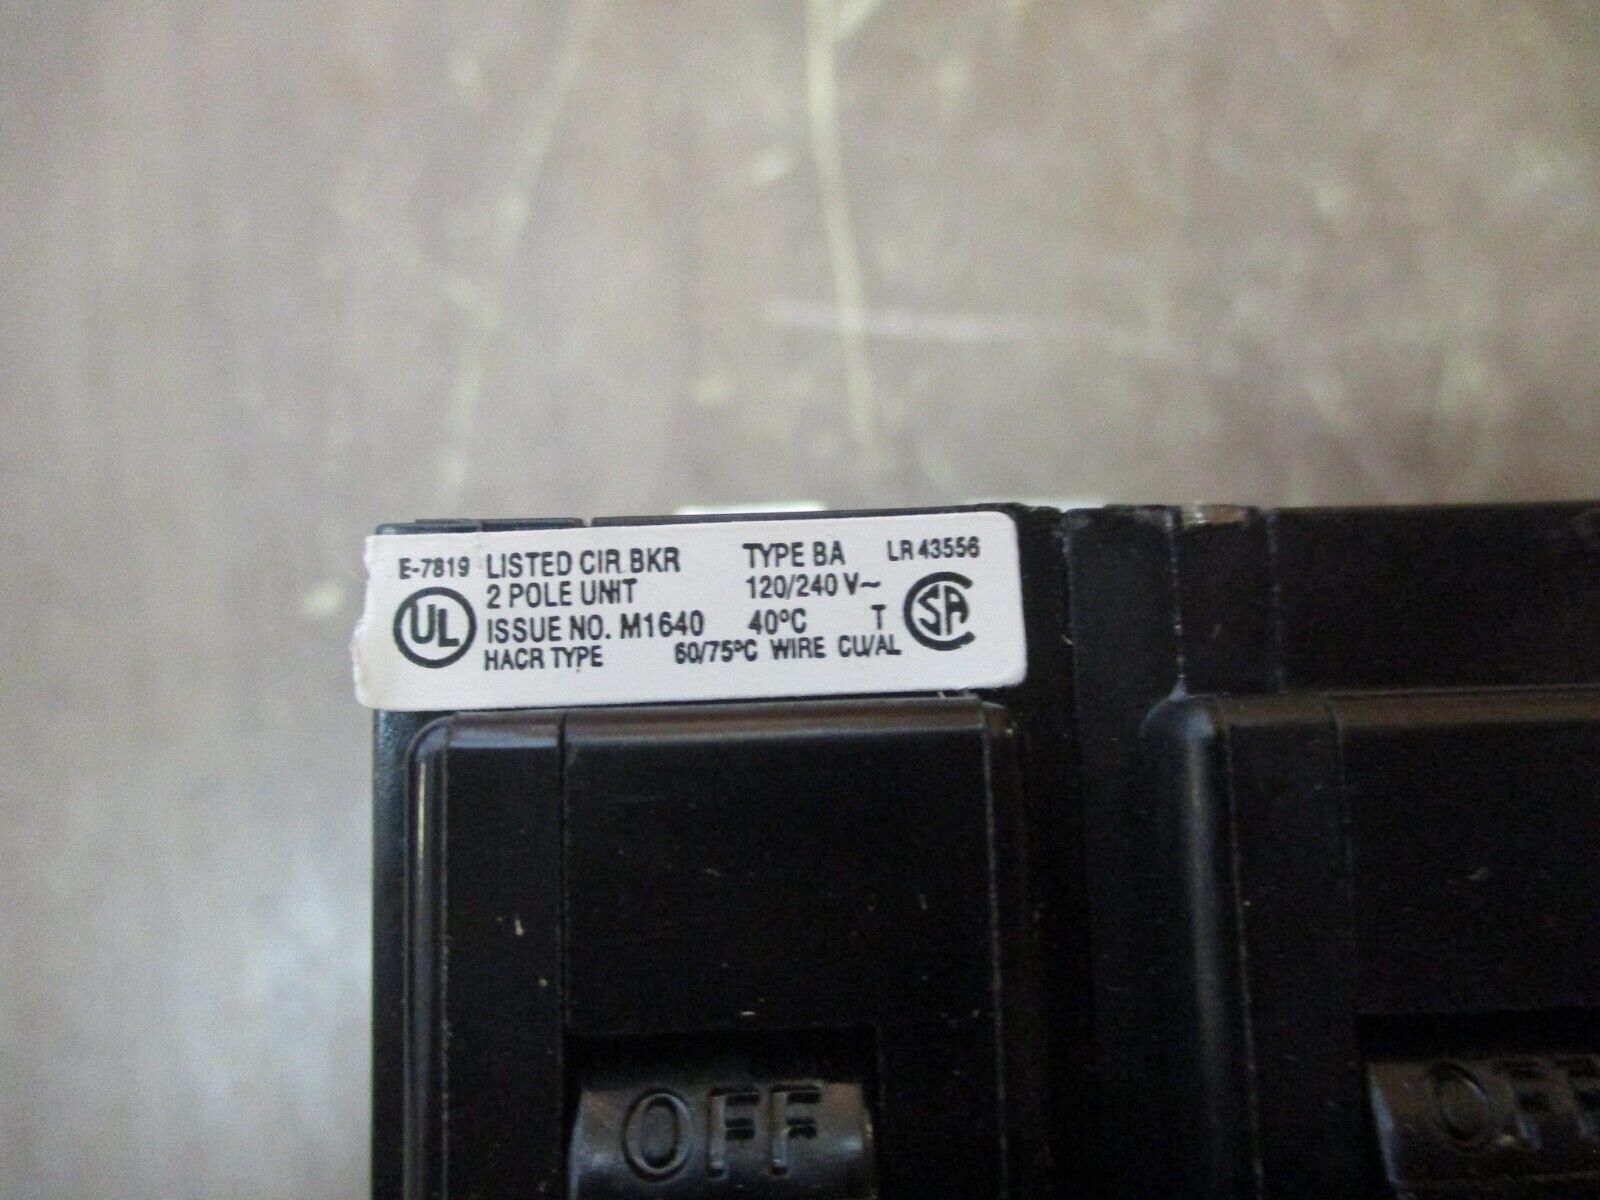 E-7819 LISTED CIR BKR TYPE BA LR 43556
2 POLE UNIT 120/240 V~
UL ISSUE NO. M1640 40°C T SA
HACR TYPE 60/75°C WIRE CU/AL
OFF OFF